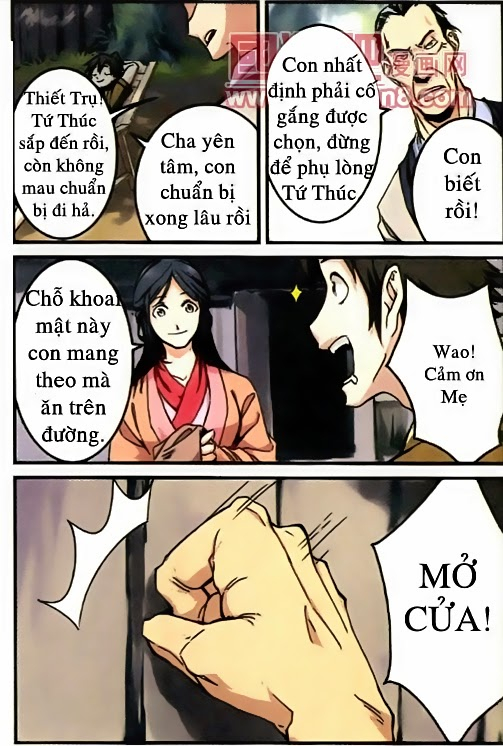 Thiết Trụ!
Tứ Thúc
sắp đến rồi,
còn không
mau chuẩn
bị đi hả.
Cha yên
tâm, con
chuẩn bị
xong lâu rồi
Con nhất
định phải cố
gắng được
chọn, đừng
để phụ lòng
Tứ Thúc.
Con
biết
rồi!
漫画网
Chỗ khoai
mật này
con mang
theo mà
ăn trên
đường.
Wao!
Cảm ơn
Mẹ
MỞ
CỬA!